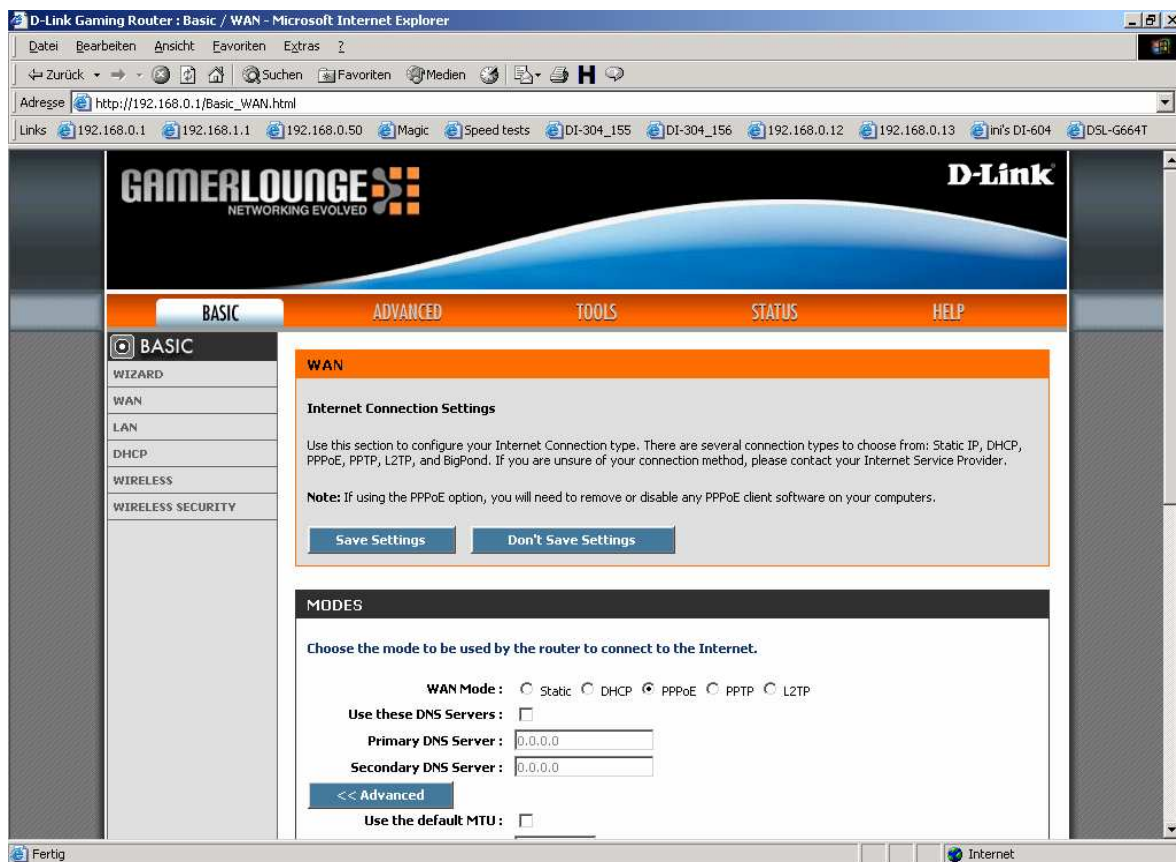 D-Link Gaming Router : Basic / WAN - Microsoft Internet Explorer
Datei Bearbeiten Ansicht Favoriten Extras ?
Zurück Suchen Favoriten Medien
Adresse http://192.168.0.1/Basic_WAN.html
Links 192.168.0.1 192.168.1.1 192.168.0.50 Magic Speed tests DI-304_155 DI-304_156 192.168.0.12 192.168.0.13 ini's DI-604 DSL-G664T
GAMERLOUNGE
NETWORKING EVOLVED
D-Link
BASIC ADVANCED TOOLS STATUS HELP
BASIC
WIZARD
WAN
LAN
DHCP
WIRELESS
WIRELESS SECURITY
WAN
Internet Connection Settings
Use this section to configure your Internet Connection type. There are several connection types to choose from: Static IP, DHCP,
PPPoE, PPTP, L2TP, and BigPond. If you are unsure of your connection method, please contact your Internet Service Provider.
Note: If using the PPPoE option, you will need to remove or disable any PPPoE client software on your computers.
Save Settings Don't Save Settings
MODES
Choose the mode to be used by the router to connect to the Internet.
WAN Mode : Static DHCP PPPoE PPTP L2TP
Use these DNS Servers :
Primary DNS Server : 0.0.0.0
Secondary DNS Server : 0.0.0.0
<< Advanced
Use the default MTU :
Fertig Internet